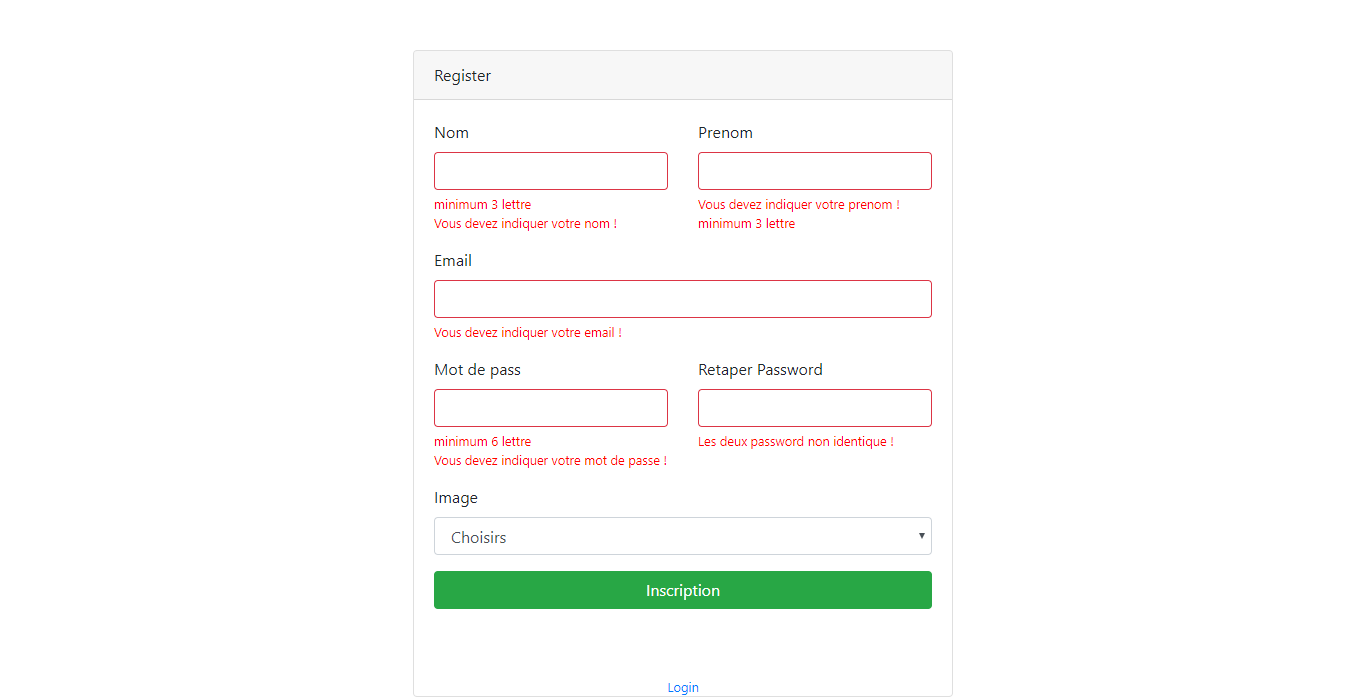 Register
Nom
Prenom
minimum 3 lettre
Vous devez indiquer votre nom !
Vous devez indiquer votre prenom !
minimum 3 lettre
Email
Vous devez indiquer votre email !
Mot de pass
Retaper Password
minimum 6 lettre
Vous devez indiquer votre mot de passe !
Les deux password non identique !
Image
Choisirs
Inscription
Login